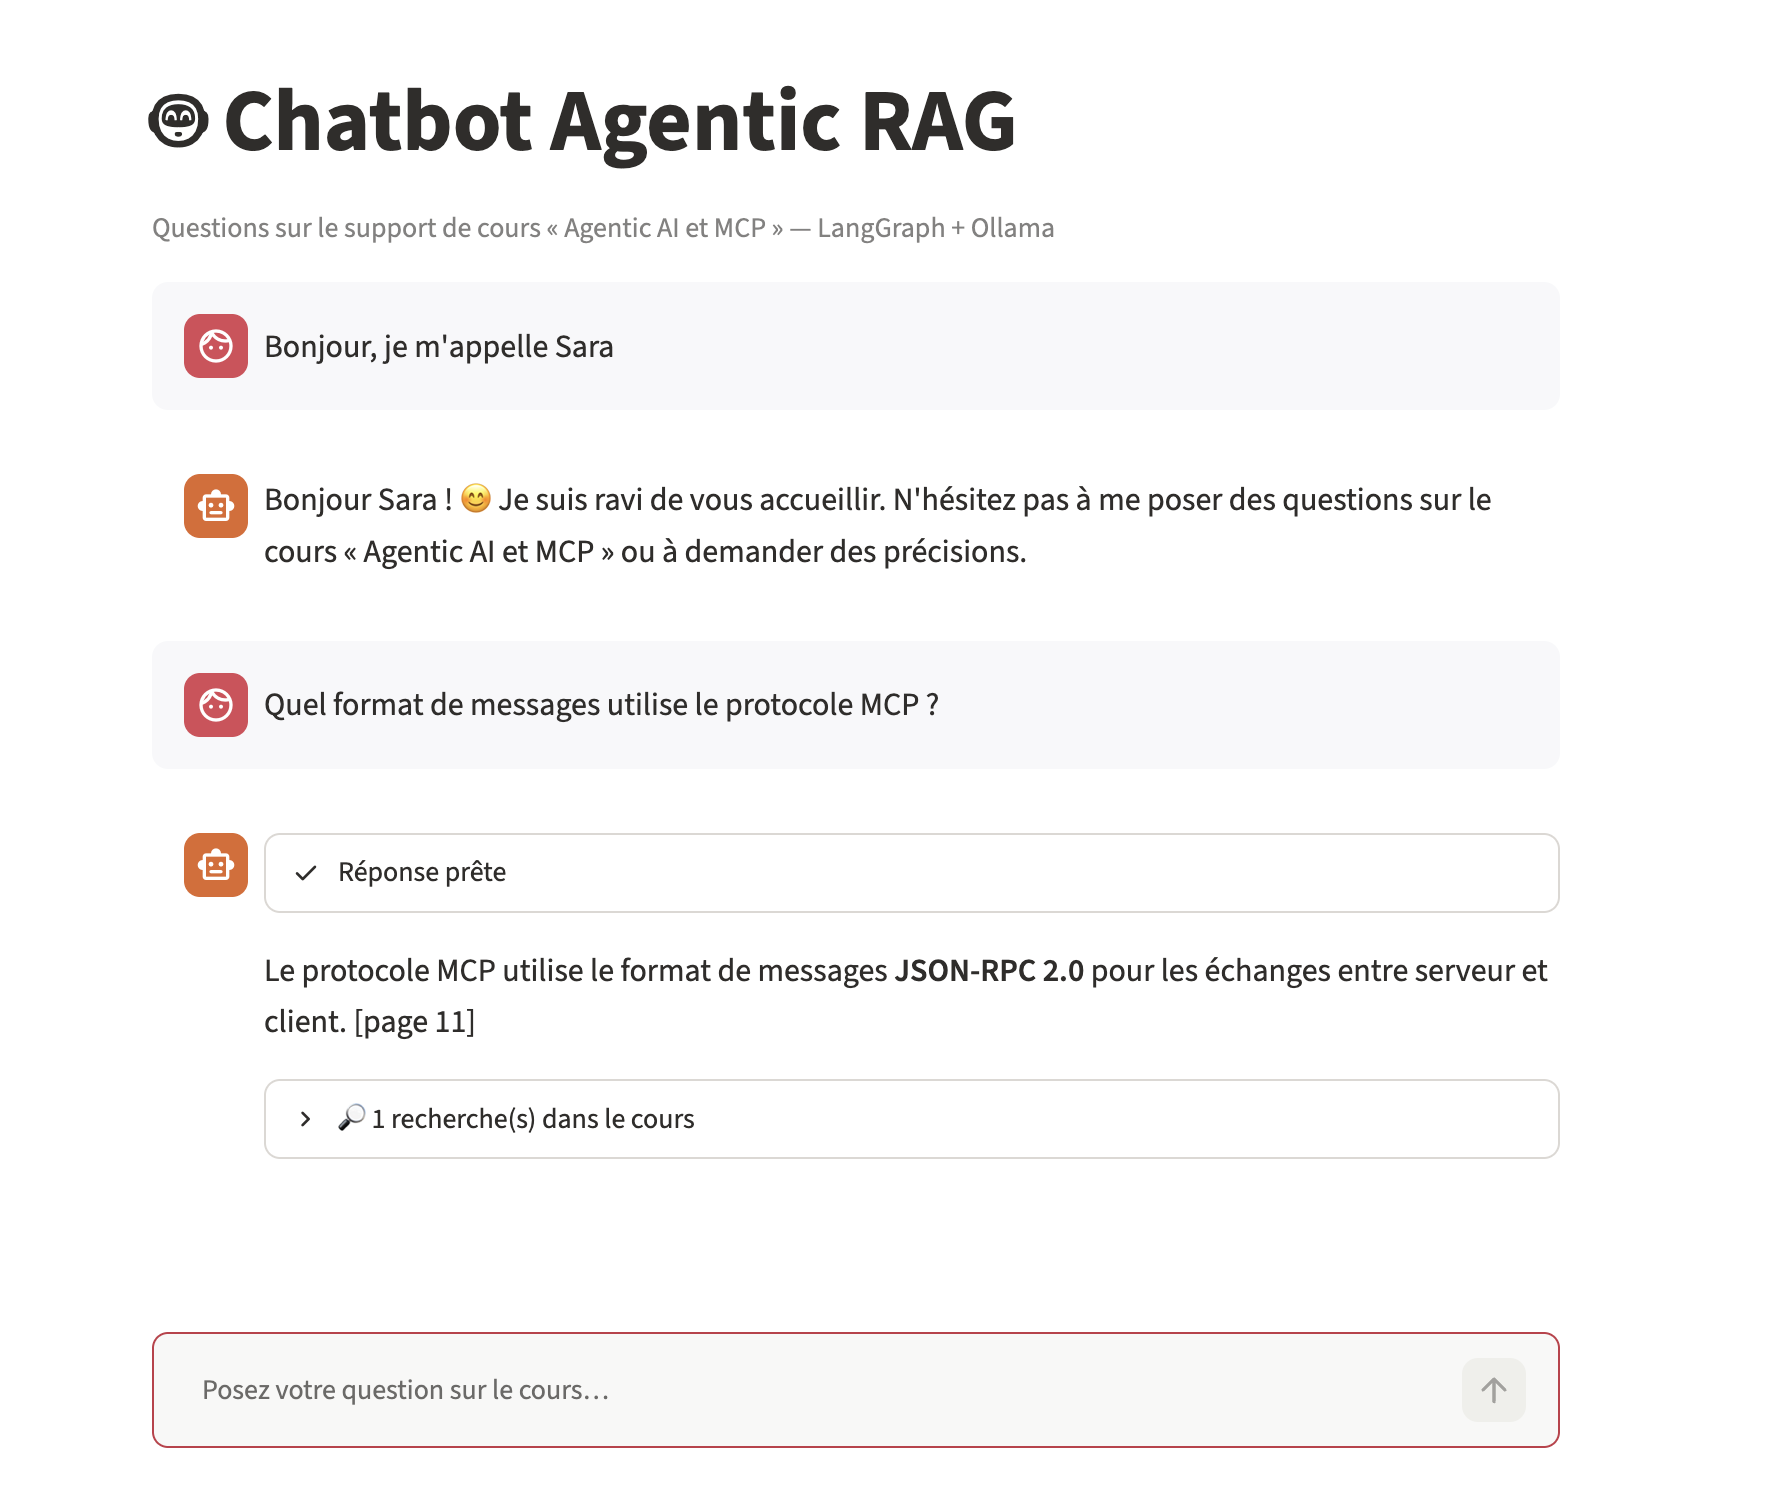 Chatbot Agentic RAG
Questions sur le support de cours « Agentic AI et MCP » — LangGraph + Ollama
Bonjour, je m'appelle Sara
Bonjour Sara ! 😊 Je suis ravi de vous accueillir. N'hésitez pas à me poser des questions sur le
cours « Agentic AI et MCP » ou à demander des précisions.
Quel format de messages utilise le protocole MCP ?
Réponse prête
Le protocole MCP utilise le format de messages JSON-RPC 2.0 pour les échanges entre serveur et
client. [page 11]
🔎 1 recherche(s) dans le cours
Posez votre question sur le cours…